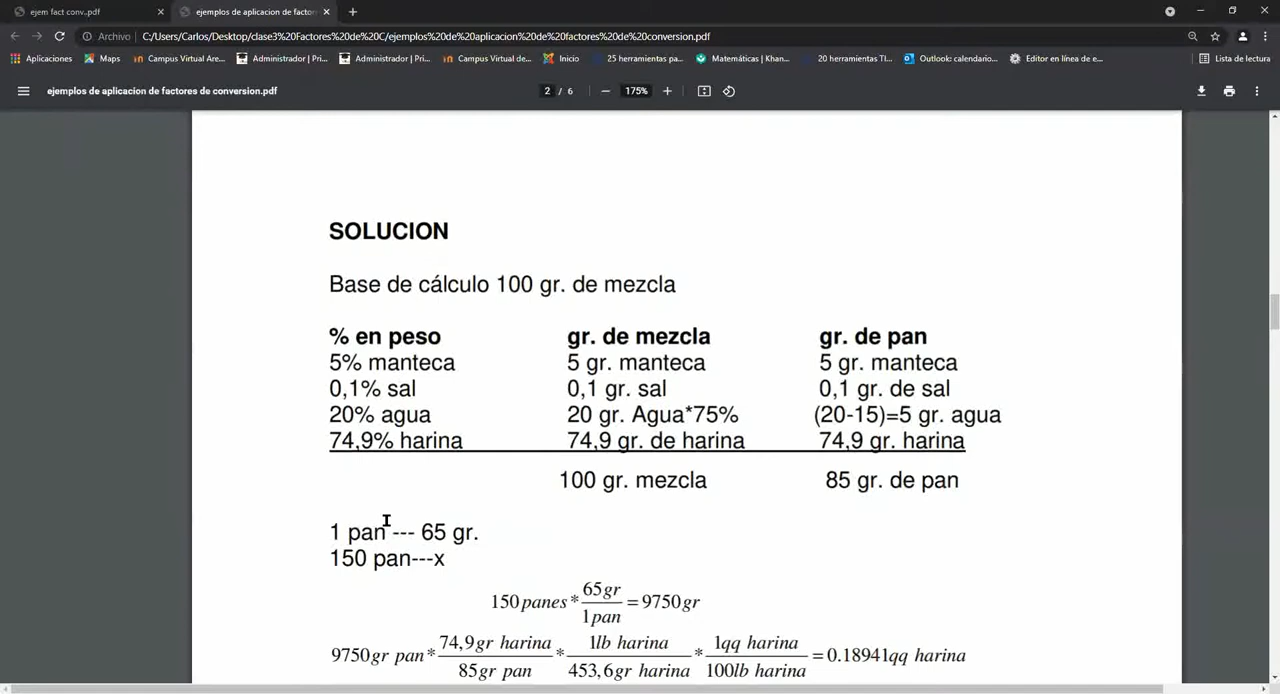 ejem fact conv..pdf
ejemplos de aplicacion de factor
Archivo
C:/Users/Carlos/Desktop/clase3%20Factores%20de%20C/ejemplos%20de%20aplicacion%20de%20factores%20de%20conversion.pdf
Aplicaciones
Maps
Campus Virtual Are...
Administrador | Pri...
Administrador | Pri...
Campus Virtual de...
Inicio
25 herramientas pa...
Matemáticas | Khan...
20 herramientas TI...
Outlook: calendario...
Editor en línea de e...
Lista de lectura
ejemplos de aplicacion de factores de conversion.pdf
2 / 6
175%
SOLUCION
Base de cálculo 100 gr. de mezcla
% en peso gr. de mezcla gr. de pan
5% manteca 5 gr. manteca 5 gr. manteca
0,1% sal 0,1 gr. sal 0,1 gr. de sal
20% agua 20 gr. Agua*75% (20-15)=5 gr. agua
74,9% harina 74,9 gr. de harina 74,9 gr. harina
100 gr. mezcla 85 gr. de pan
1 pan --- 65 gr.
150 pan---x
150 panes * 65gr / 1pan = 9750gr
9750gr pan * 74,9gr harina / 85gr pan * 1lb harina / 453,6gr harina * 1qq harina / 100lb harina = 0.18941qq harina